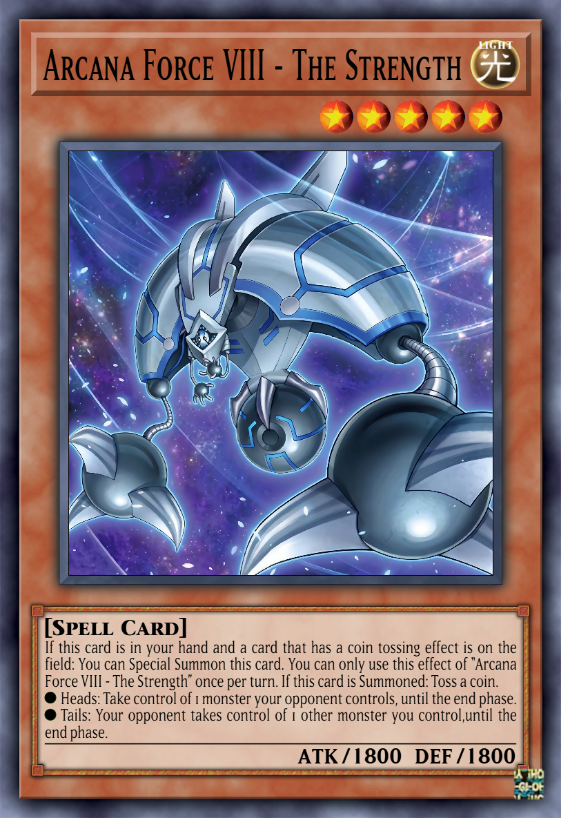 ARCANA FORCE VIII - THE STRENGTH
LIGHT
光
[SPELL CARD]
If this card is in your hand and a card that has a coin tossing effect is on the
field: You can Special Summon this card. You can only use this effect of "Arcana
Force VIII - The Strength" once per turn. If this card is Summoned: Toss a coin.
● Heads: Take control of 1 monster your opponent controls, until the end phase.
● Tails: Your opponent takes control of 1 other monster you control,until the
end phase.
ATK/1800 DEF/1800